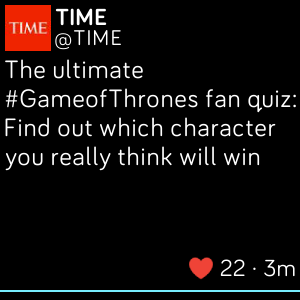 TIME
TIME
@TIME
The ultimate
#GameofThrones fan quiz:
Find out which character
you really think will win
22 · 3m